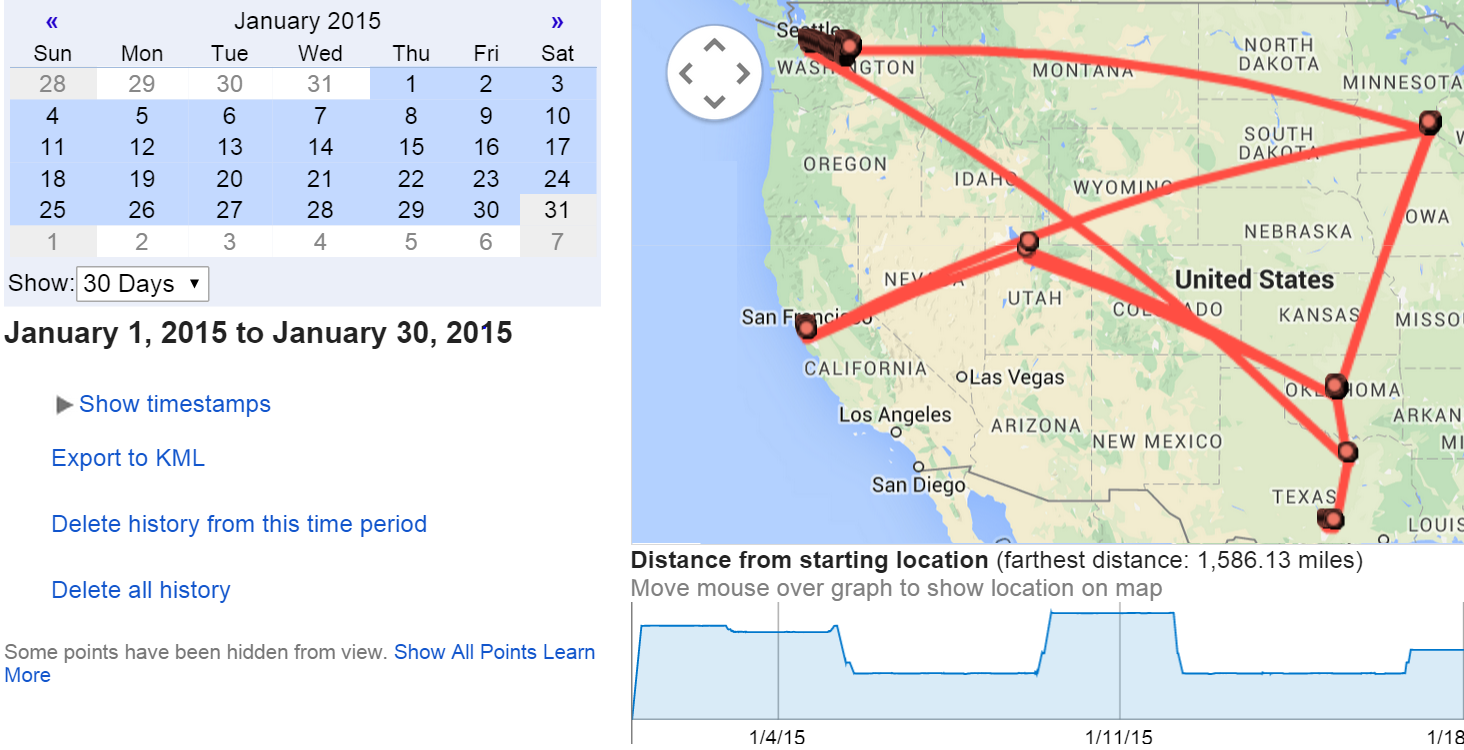 « January 2015 »
Sun Mon Tue Wed Thu Fri Sat
28 29 30 31 1 2 3
4 5 6 7 8 9 10
11 12 13 14 15 16 17
18 19 20 21 22 23 24
25 26 27 28 29 30 31
1 2 3 4 5 6 7
Show: 30 Days ▼
January 1, 2015 to January 30, 2015
Show timestamps
Export to KML
Delete history from this time period
Delete all history
Some points have been hidden from view. Show All Points Learn
More
Seattle
WASHINGTON
MONTANA
NORTH
DAKOTA
MINNESOTA
OREGON
IDAHO
WYOMING
SOUTH
DAKOTA
W
OWA
NEBRASKA
NEVADA
UTAH
United States
COLORADO
KANSAS
MISSOU
San Francisco
CALIFORNIA
Las Vegas
Los Angeles
ARIZONA
NEW MEXICO
OKLAHOMA
ARKAN
MI
San Diego
TEXAS
LOUIS
Distance from starting location (farthest distance: 1,586.13 miles)
Move mouse over graph to show location on map
1/4/15 1/11/15 1/18